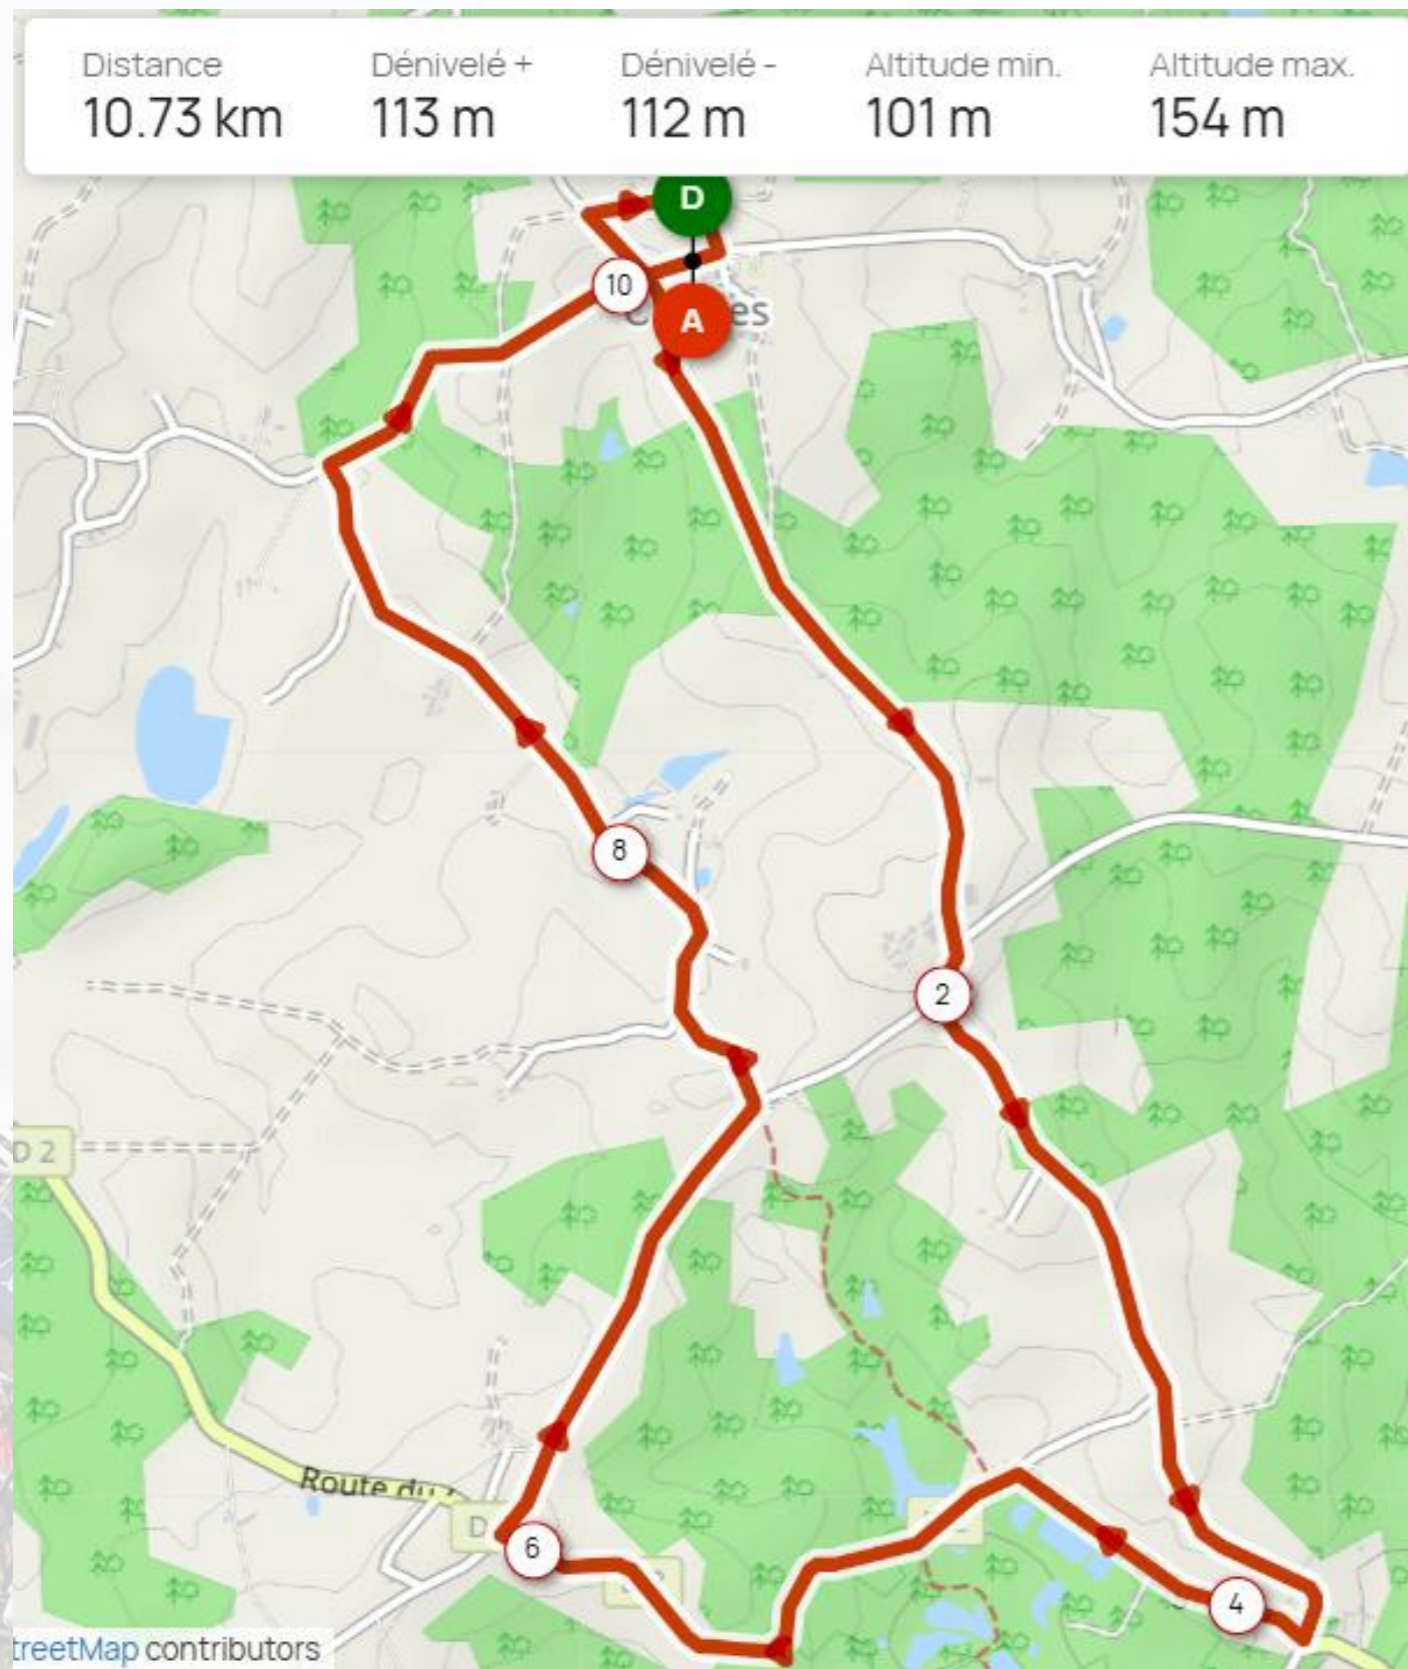 Distance
10.73 km
Dénivelé +
113 m
Dénivelé -
112 m
Altitude min.
101 m
Altitude max.
154 m
D
10
A
8
2
D 2
Route du
D
6
4
treetMap contributors